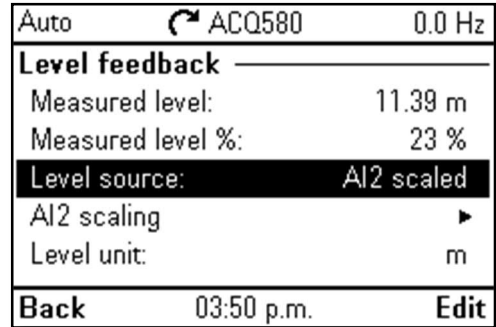 Auto ACQ580 0.0 Hz
Level feedback
Measured level: 11.39 m
Measured level %: 23 %
Level source: AI2 scaled
AI2 scaling
Level unit: m
Back 03:50 p.m. Edit